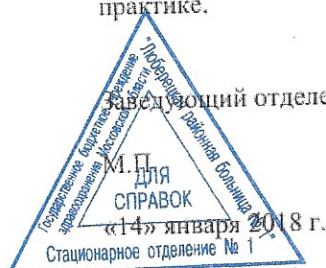 практике.
Заведующий отделе
М.П.
«14» января 2018 г.
Государственное бюджетное учреждение
здравоохранения Московской области
"Люберецкая районная больница
ДЛЯ
СПРАВОК
Стационарное отделение № 1